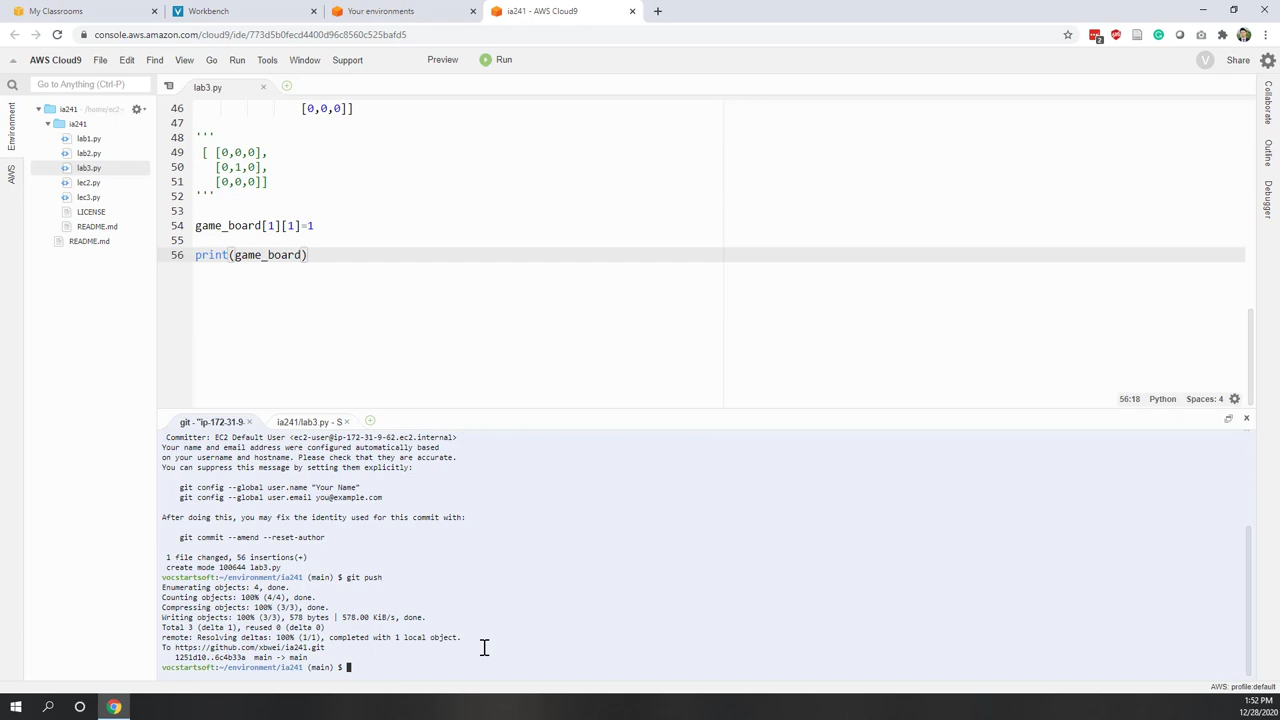 My Classrooms
Workbench
Your environments
ia241 - AWS Cloud9
console.aws.amazon.com/cloud9/ide/773d5b0fecd4400d96c8560c525bafd5
AWS Cloud9 File Edit Find View Go Run Tools Window Support Preview Run
V Share
Go to Anything (Ctrl-P)
lab3.py
Environment
AWS
Collaborate
Outline
Debugger
ia241 - /home/ec2-
ia241
lab1.py
lab2.py
lab3.py
lec2.py
lec3.py
LICENSE
README.md
README.md
46 [0,0,0]]
47
48 '''
49 [ [0,0,0],
50 [0,1,0],
51 [0,0,0]]
52 '''
53
54 game_board[1][1]=1
55
56 print(game_board)
56:18 Python Spaces: 4
git - "ip-172-31-9-
ia241/lab3.py - S
Committer: EC2 Default User <ec2-user@ip-172-31-9-62.ec2.internal>
Your name and email address were configured automatically based
on your username and hostname. Please check that they are accurate.
You can suppress this message by setting them explicitly:
git config --global user.name "Your Name"
git config --global user.email you@example.com
After doing this, you may fix the identity used for this commit with:
git commit --amend --reset-author
1 file changed, 56 insertions(+)
create mode 100644 lab3.py
vocstartsoft:~/environment/ia241 (main) $ git push
Enumerating objects: 4, done.
Counting objects: 100% (4/4), done.
Compressing objects: 100% (3/3), done.
Writing objects: 100% (3/3), 578 bytes | 578.00 KiB/s, done.
Total 3 (delta 1), reused 0 (delta 0)
remote: Resolving deltas: 100% (1/1), completed with 1 local object.
To https://github.com/xbwei/ia241.git
1251d10..6c4b33a main -> main
vocstartsoft:~/environment/ia241 (main) $
AWS: profile:default
1:52 PM
12/28/2020